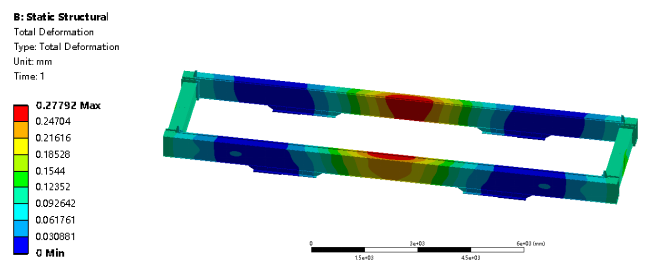 B: Static Structural
Total Deformation
Type: Total Deformation
Unit: mm
Time: 1
0.27792 Max
0.24704
0.21616
0.18528
0.1544
0.12352
0.092642
0.061761
0.030881
0 Min
0
3e+03
6e+03 (mm)
1.5e+03
4.5e+03